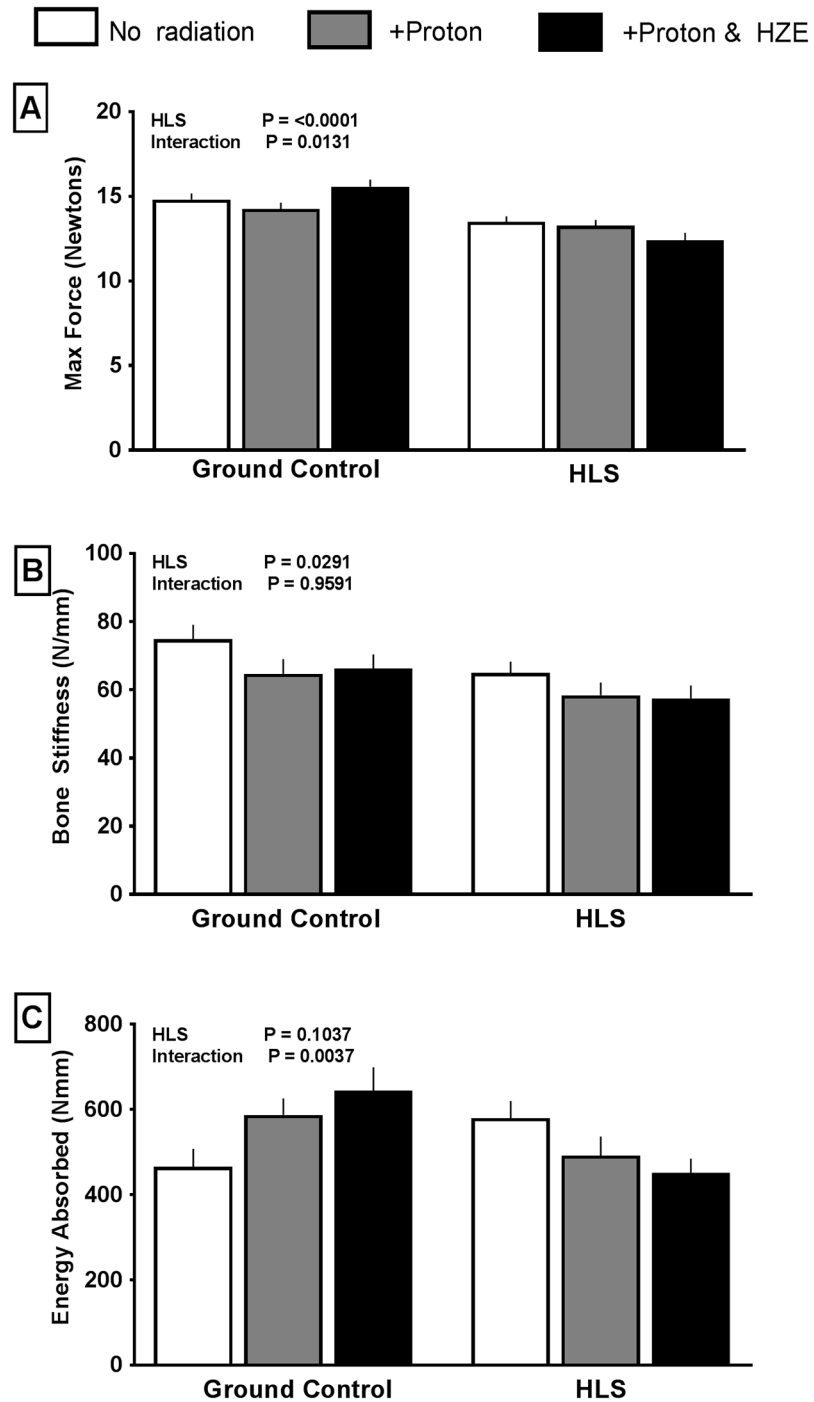 No radiation +Proton +Proton & HZE
A
Max Force (Newtons)
20
15
10
5
0
HLS P = <0.0001
Interaction P = 0.0131
Ground Control HLS
B
Bone Stiffness (N/mm)
100
80
60
40
20
0
HLS P = 0.0291
Interaction P = 0.9591
Ground Control HLS
C
Energy Absorbed (Nmm)
800
600
400
200
0
HLS P = 0.1037
Interaction P = 0.0037
Ground Control HLS